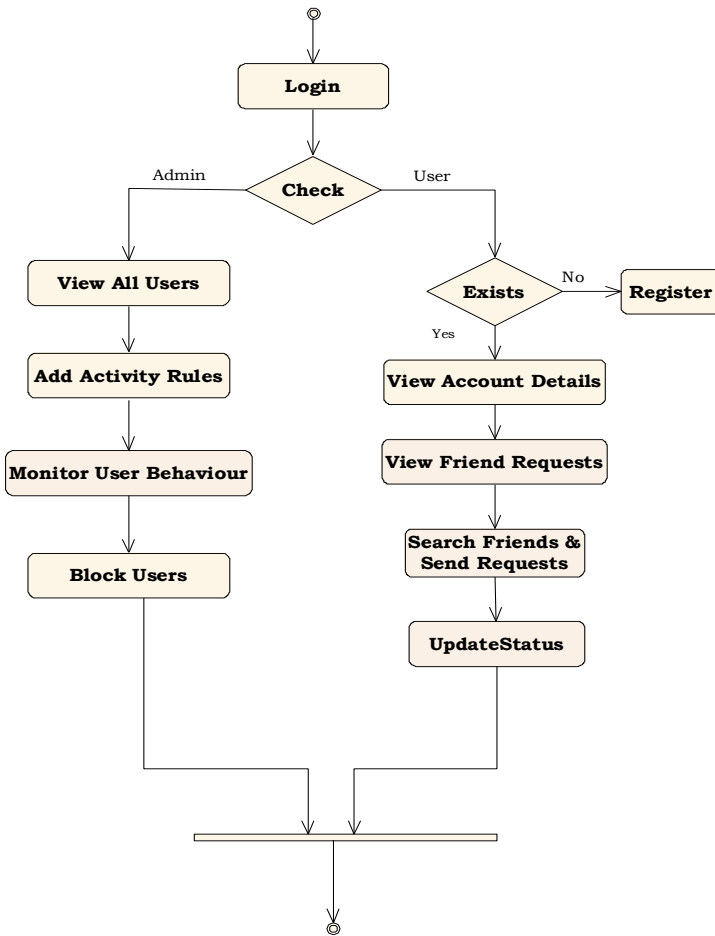 Login
Admin
User
Check
View All Users
Exists
No
Register
Yes
Add Activity Rules
View Account Details
Monitor User Behaviour
View Friend Requests
Search Friends &
Send Requests
Block Users
UpdateStatus